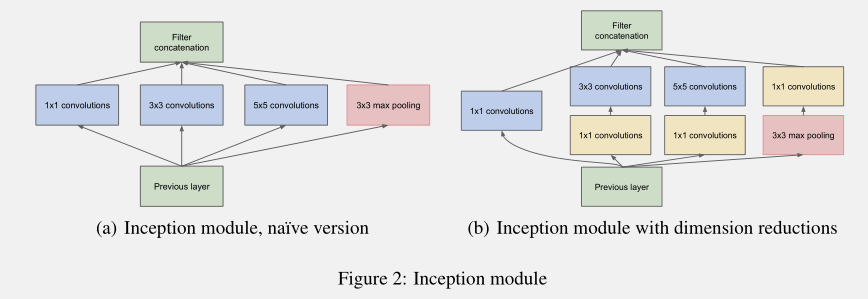 Filter
concatenation
1x1 convolutions
3x3 convolutions
5x5 convolutions
3x3 max pooling
Previous layer
(a) Inception module, naïve version
Filter
concatenation
3x3 convolutions
5x5 convolutions
1x1 convolutions
1x1 convolutions
1x1 convolutions
1x1 convolutions
3x3 max pooling
Previous layer
(b) Inception module with dimension reductions
Figure 2: Inception module